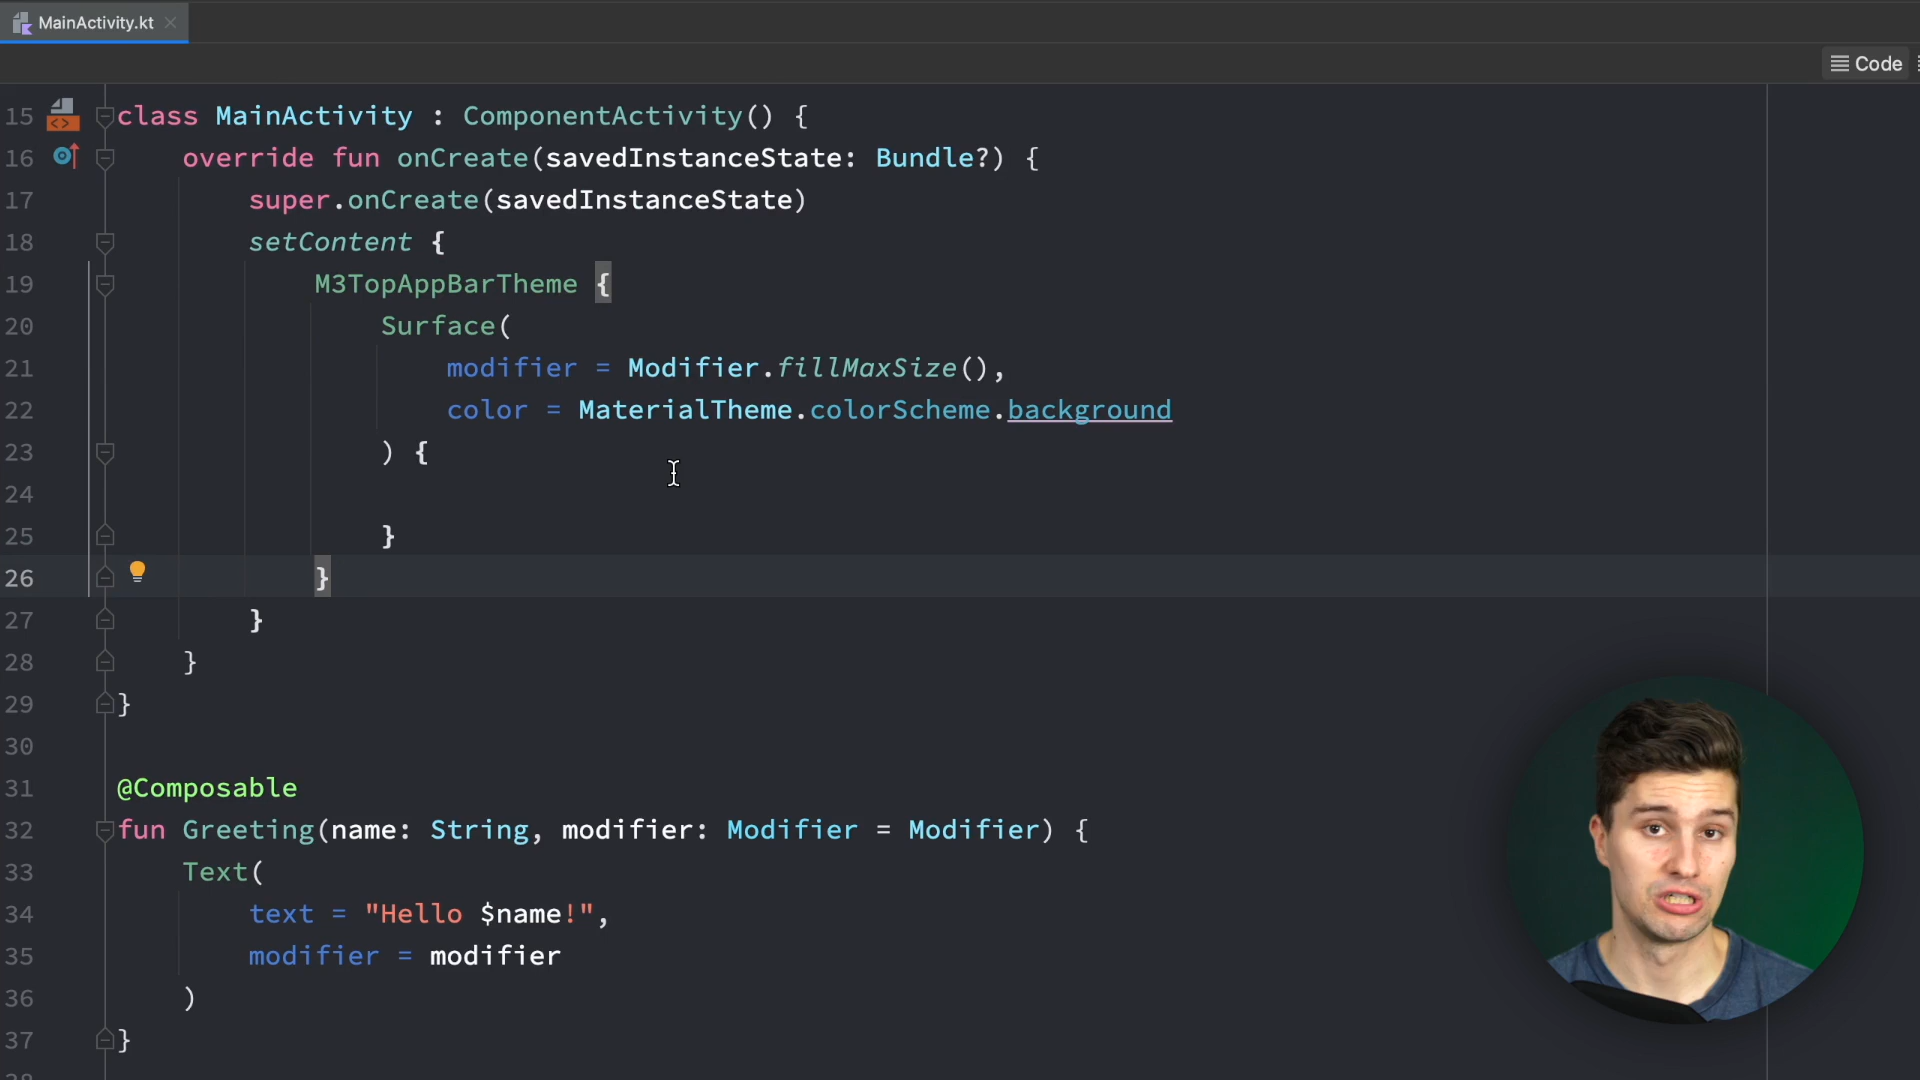 MainActivity.kt
Code
15 class MainActivity : ComponentActivity() {
16 override fun onCreate(savedInstanceState: Bundle?) {
17 super.onCreate(savedInstanceState)
18 setContent {
19 M3TopAppBarTheme {
20 Surface(
21 modifier = Modifier.fillMaxSize(),
22 color = MaterialTheme.colorScheme.background
23 ) {
24
25 }
26 }
27 }
28 }
29 }
30
31 @Composable
32 fun Greeting(name: String, modifier: Modifier = Modifier) {
33 Text(
34 text = "Hello $name!",
35 modifier = modifier
36 )
37 }